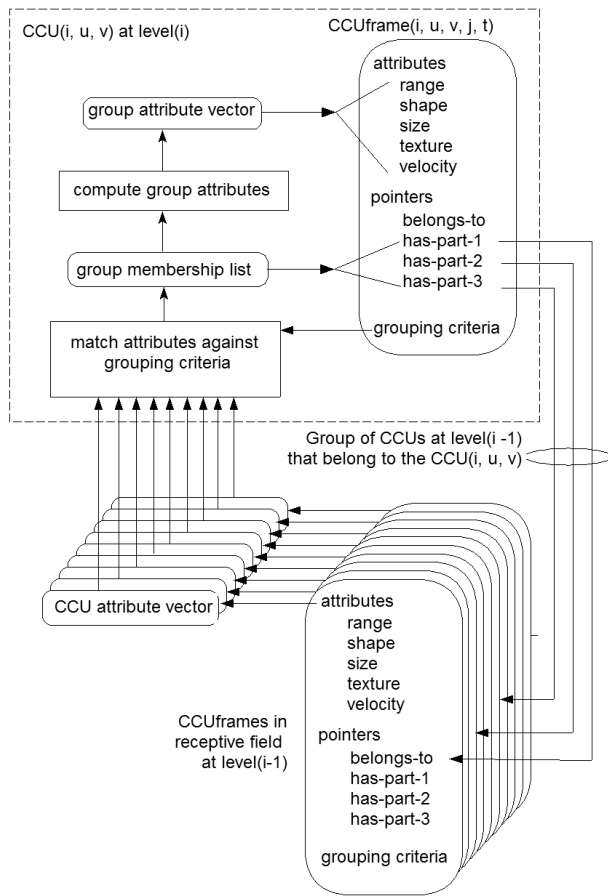 CCU(i, u, v) at level(i)
CCUframe(i, u, v, j, t)
attributes
range
shape
size
texture
velocity
pointers
belongs-to
has-part-1
has-part-2
has-part-3
grouping criteria
group attribute vector
compute group attributes
group membership list
match attributes against
grouping criteria
Group of CCUs at level(i -1)
that belong to the CCU(i, u, v)
CCU attribute vector
attributes
range
shape
size
texture
velocity
pointers
belongs-to
has-part-1
has-part-2
has-part-3
grouping criteria
CCUframes in
receptive field
at level(i-1)